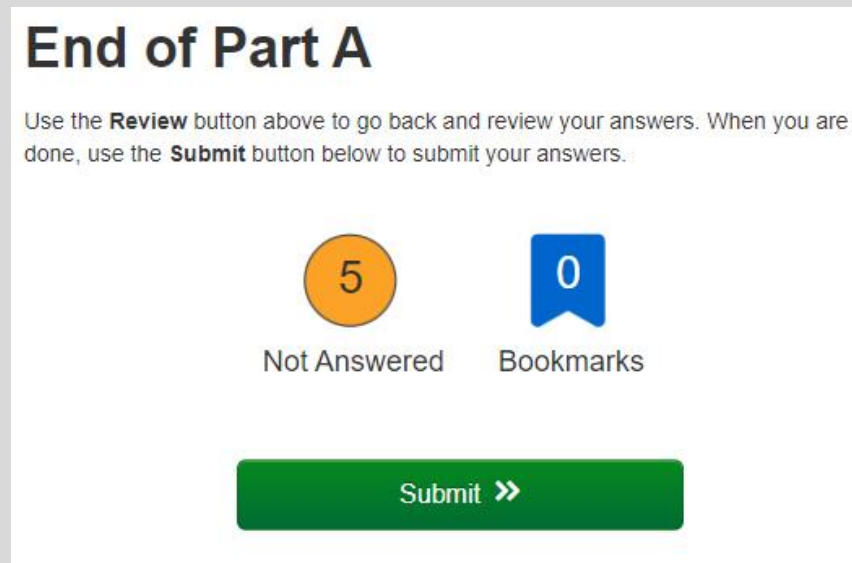 End of Part A
Use the Review button above to go back and review your answers. When you are
done, use the Submit button below to submit your answers.
5
0
Not Answered
Bookmarks
Submit »